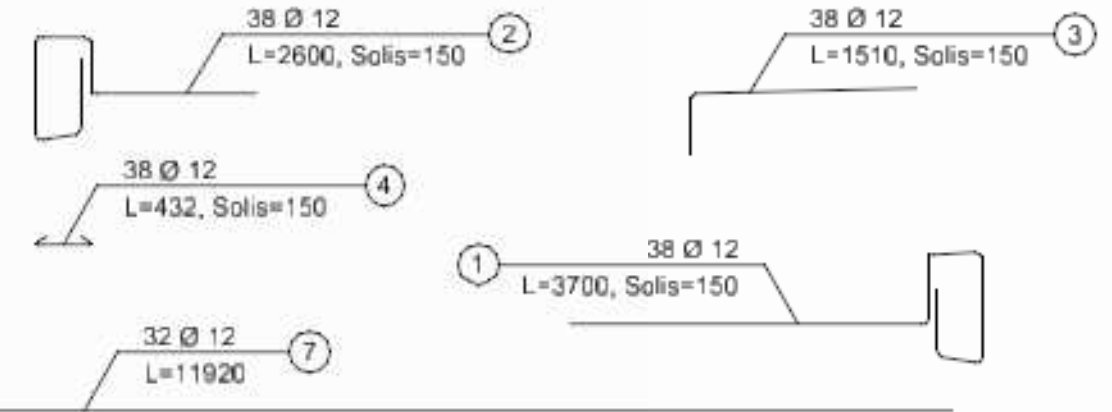 38 Ø 12
L=2600, Solis=150
2
38 Ø 12
L=1510, Solis=150
3
38 Ø 12
L=432, Solis=150
4
38 Ø 12
L=3700, Solis=150
1
32 Ø 12
L=11920
7